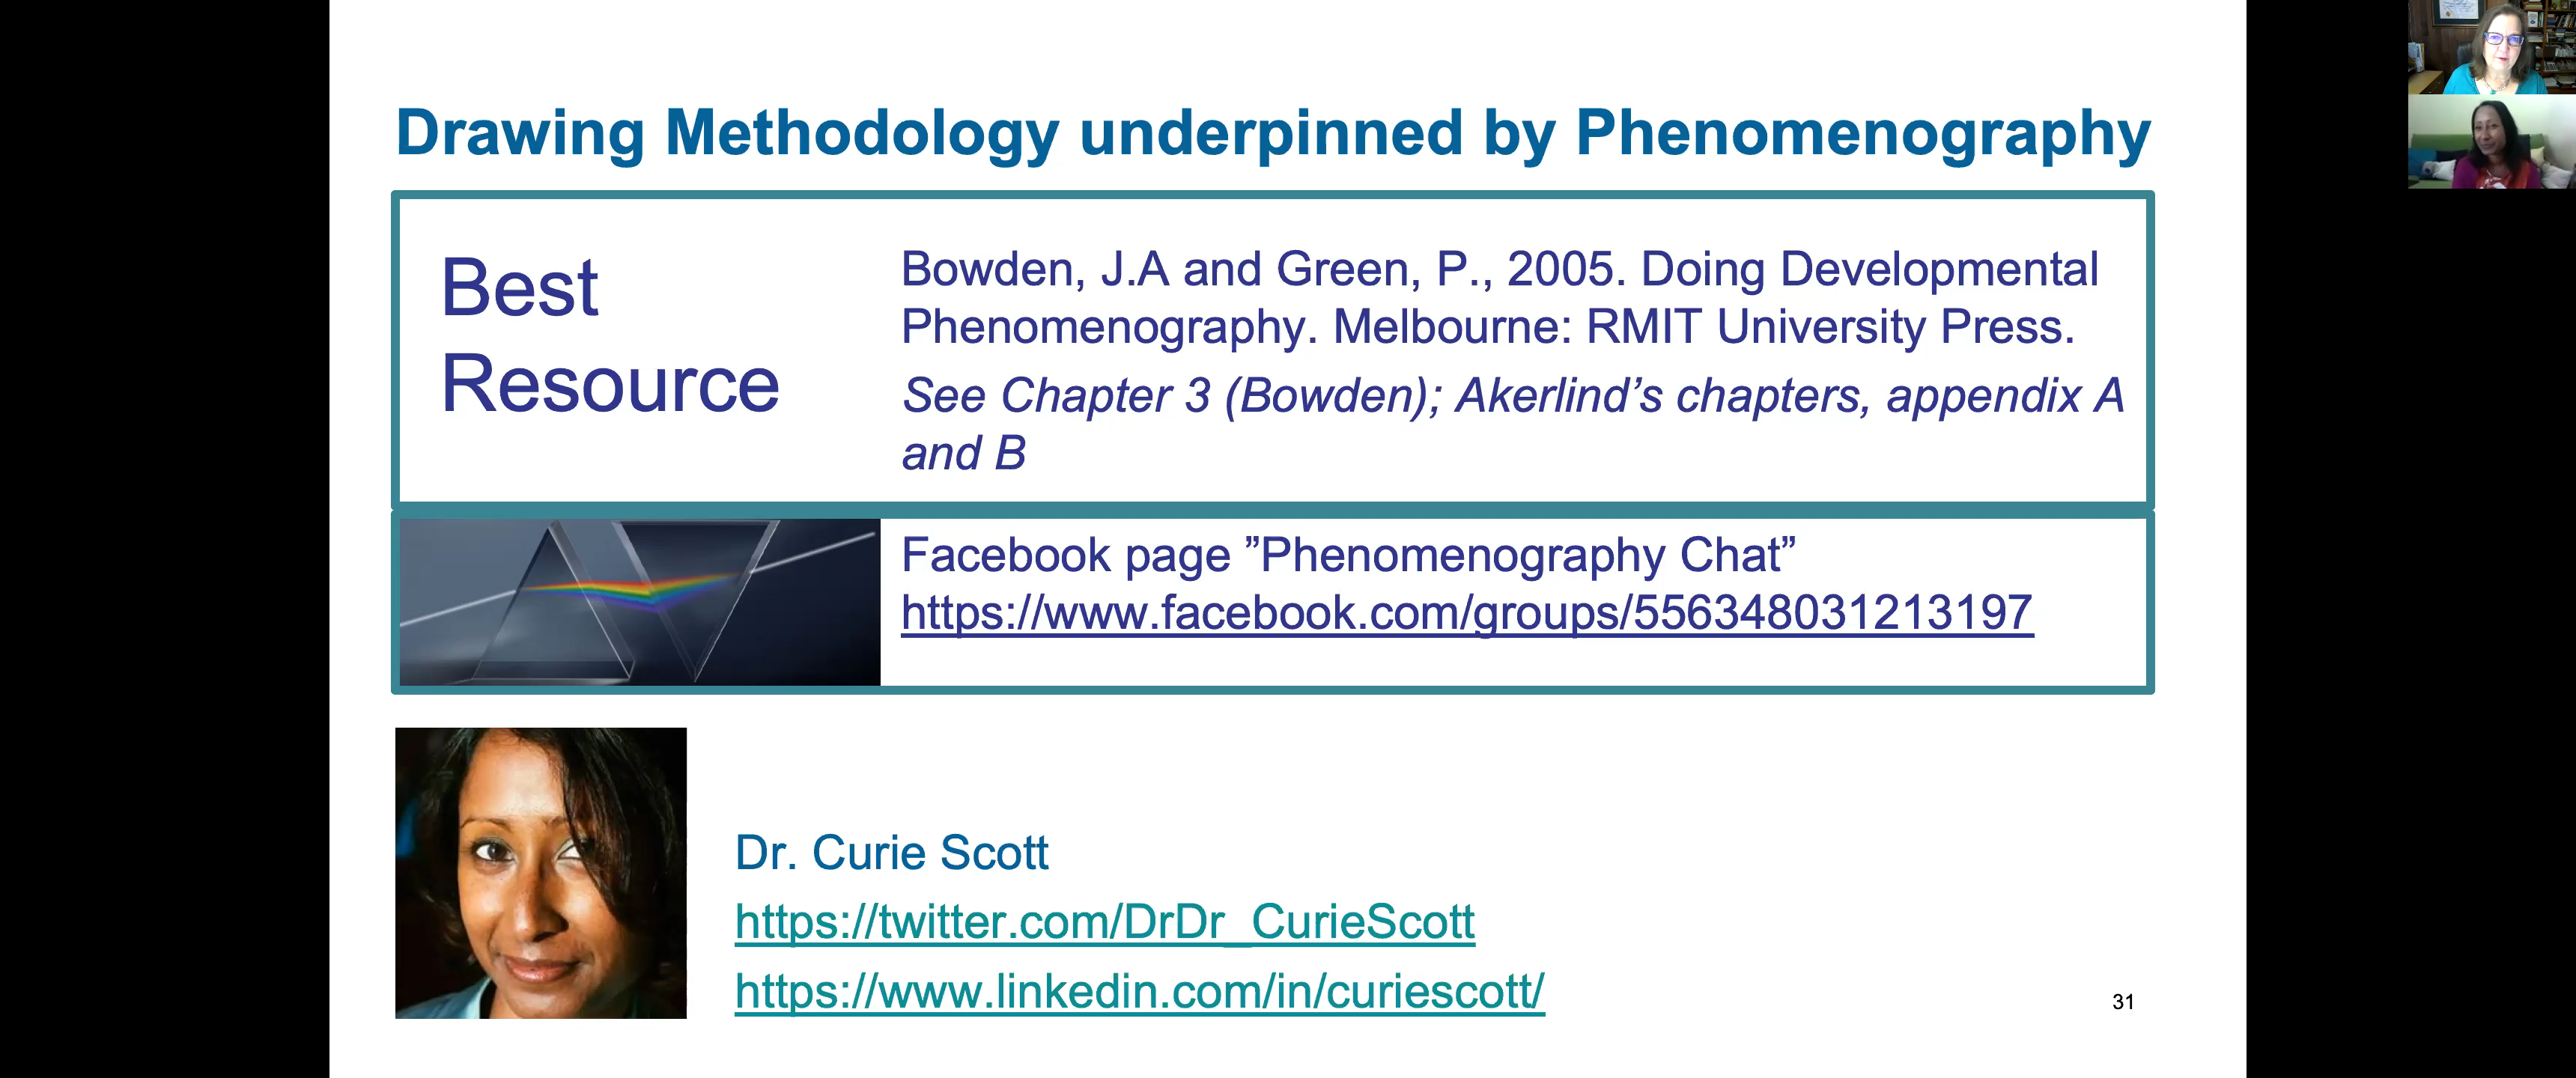 Drawing Methodology underpinned by Phenomenography
Best
Resource
Bowden, J.A and Green, P., 2005. Doing Developmental
Phenomenography. Melbourne: RMIT University Press.
See Chapter 3 (Bowden); Akerlind’s chapters, appendix A
and B
Facebook page ”Phenomenography Chat”
https://www.facebook.com/groups/556348031213197
Dr. Curie Scott
https://twitter.com/DrDr_CurieScott
https://www.linkedin.com/in/curiescott/
31